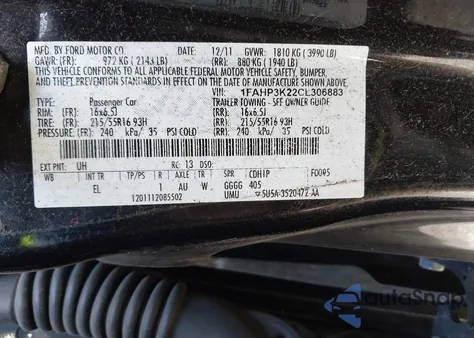 MFD. BY FORD MOTOR CO. DATE: 12/11 GVWR: 1810 KG (3990 LB)
GAWR: (FR): 972 KG (2143 LB) (RR): 880 KG (1940 LB)
THIS VEHICLE CONFORMS TO ALL APPLICABLE FEDERAL MOTOR VEHICLE SAFETY, BUMPER,
AND THEFT PREVENTION STANDARDS IN EFFECT ON THE DATE OF MANUFACTURE SHOWN ABOVE.
VIN: 1FAHP3K22CL306883
TYPE: Passenger Car TRAILER TOWING - SEE OWNERS GUIDE
RIM: (FR): 16x6.5J (RR): 16x6.5J
TIRE: (FR): 215/55R16 93H (RR): 215/55R16 93H
PRESSURE: (FR): 240 kPa/ 35 PSI COLD (RR): 240 kPa/ 35 PSI COLD
EXT PNT: UH RC: 13 DSO: F0085
INT TR TP/PS R AXLE TR SPR CDH1P
EL 1 AU W GGGG 405
1201112085502 UMU 5U5A-3520472-AA
AutoSnap